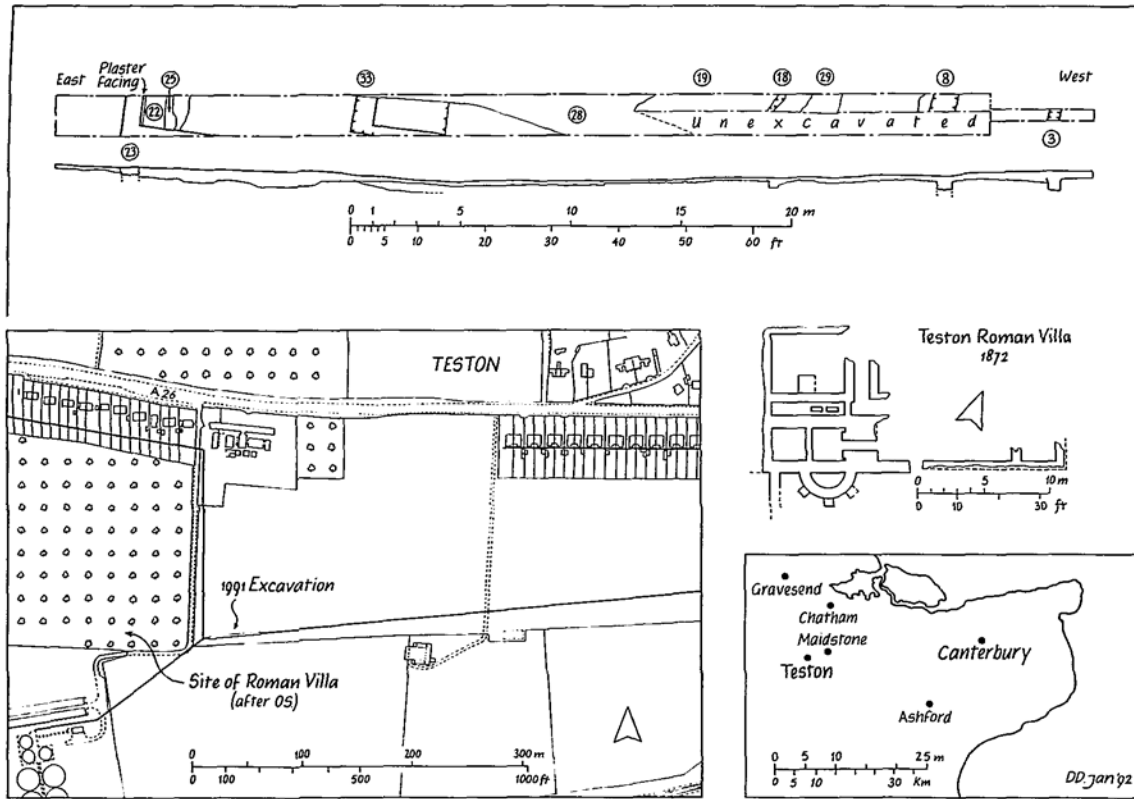 East
Plaster
Facing
25
33
19
18
29
8
West
22
28
Unexcavated
23
3
0 1 5 10 15 20 m
0 5 10 20 30 40 50 60 ft
TESTON
A 26
1991 Excavation
Site of Roman Villa
(after OS)
0 100 200 300 m
0 100 500 1000 ft
Teston Roman Villa
1872
0 5 10 m
0 10 30 ft
Gravesend
Chatham
Maidstone
Teston
Canterbury
Ashford
0 5 10 25 m
0 5 10 30 Km
DD. Jan '92